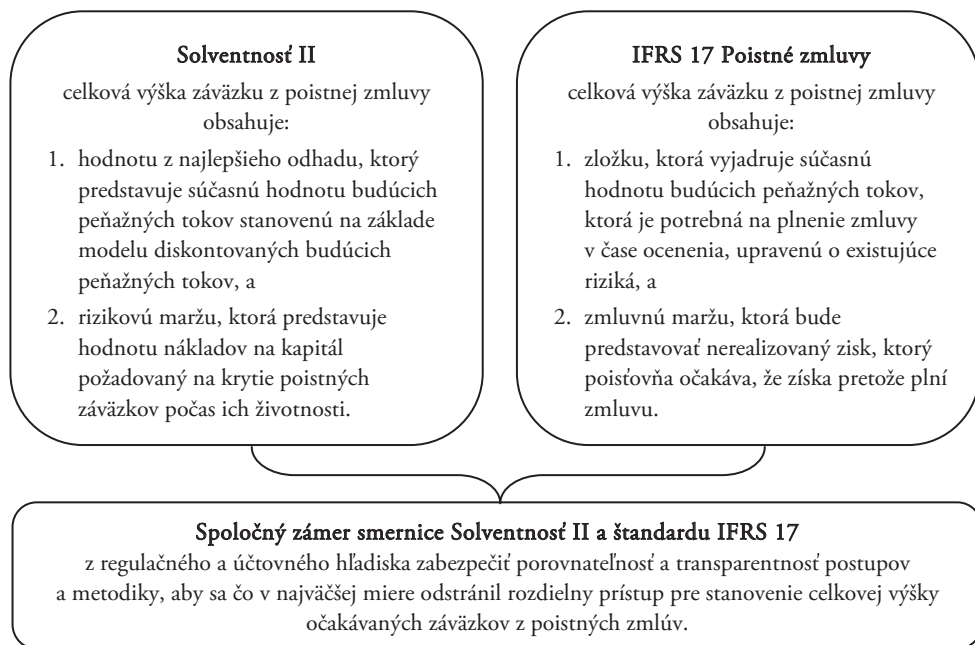 Solventnosť II
celková výška záväzku z poistnej zmluvy
obsahuje:
1. hodnotu z najlepšieho odhadu, ktorý
predstavuje súčasnú hodnotu budúcich
peňažných tokov stanovenú na základe
modelu diskontovaných budúcich
peňažných tokov, a
2. rizikovú maržu, ktorá predstavuje
hodnotu nákladov na kapitál
požadovaný na krytie poistných
záväzkov počas ich životnosti.
IFRS 17 Poistné zmluvy
celková výška záväzku z poistnej zmluvy
obsahuje:
1. zložku, ktorá vyjadruje súčasnú
hodnotu budúcich peňažných tokov,
ktorá je potrebná na plnenie zmluvy
v čase ocenenia, upravenú o existujúce
riziká, a
2. zmluvnú maržu, ktorá bude
predstavovať nerealizovaný zisk, ktorý
poisťovňa očakáva, že získa pretože plní
zmluvu.
Spoločný zámer smernice Solventnosť II a štandardu IFRS 17
z regulačného a účtovného hľadiska zabezpečiť porovnateľnosť a transparentnosť postupov
a metodiky, aby sa čo v najväčšej miere odstránil rozdielny prístup pre stanovenie celkovej výšky
očakávaných záväzkov z poistných zmlúv.